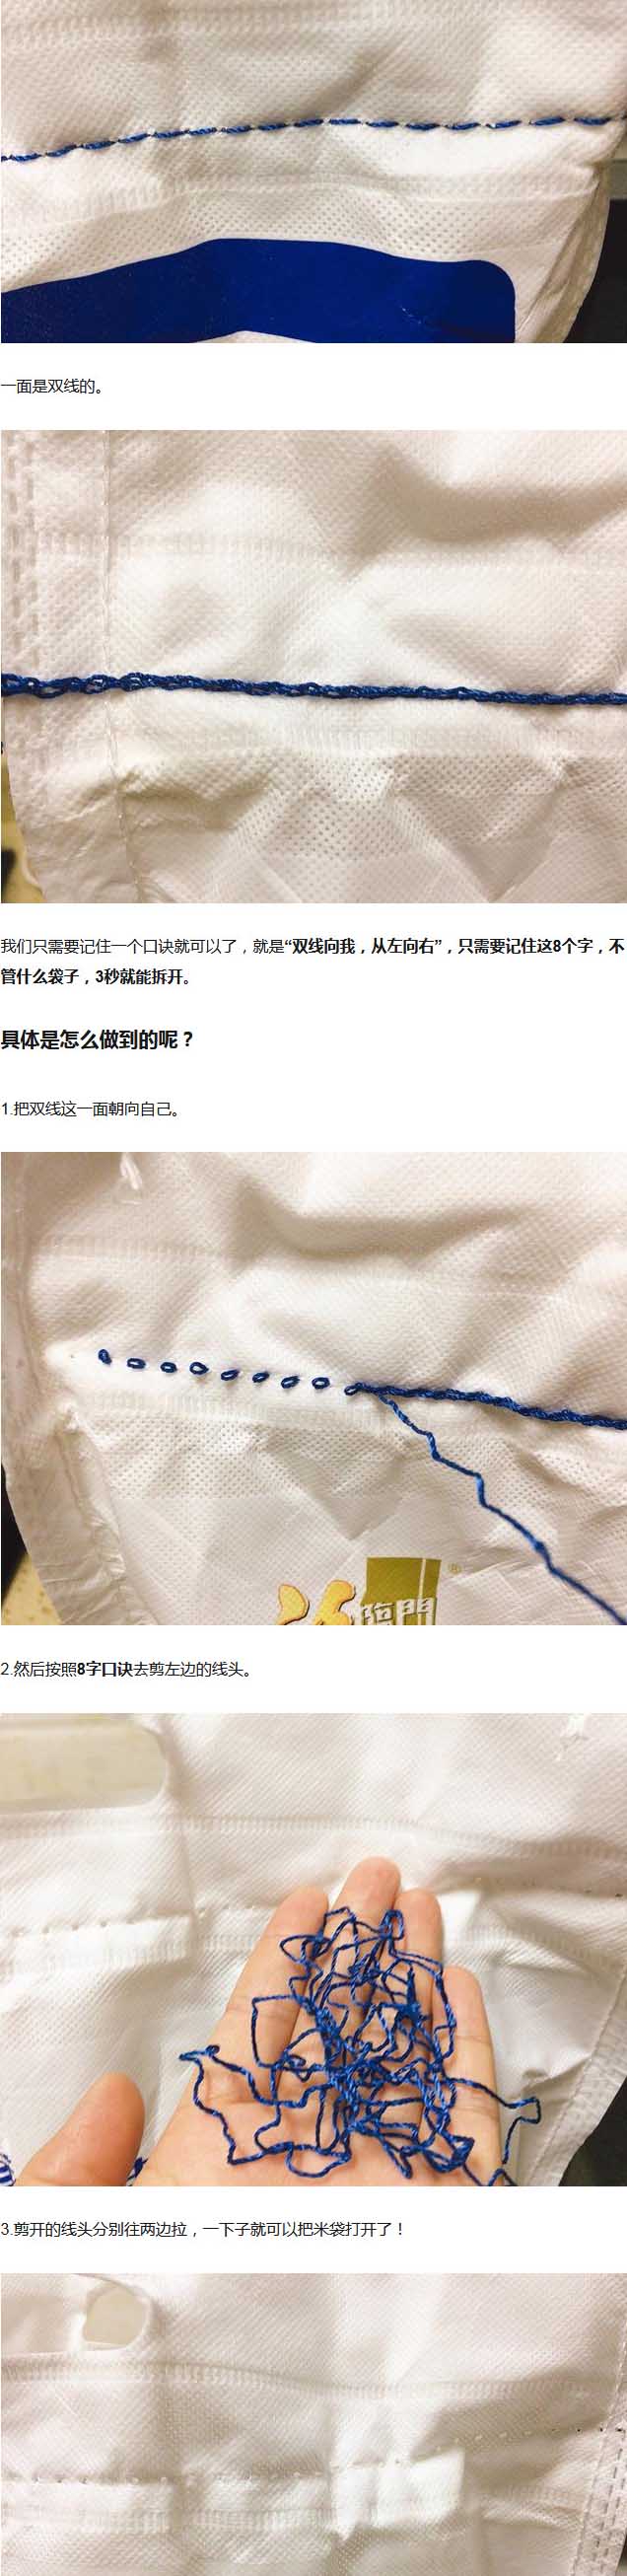 一面是双线的。
我们只需要记住一个口诀就可以了，就是“双线向我，从左向右”，只需要记住这8个字，不
管什么袋子，3秒就能拆开。
具体是怎么做到的呢？
1.把双线这一面朝向自己。
®
临門
2.然后按照8字口诀去剪左边的线头。
3.剪开的线头分别往两边拉，一下子就可以把米袋打开了！